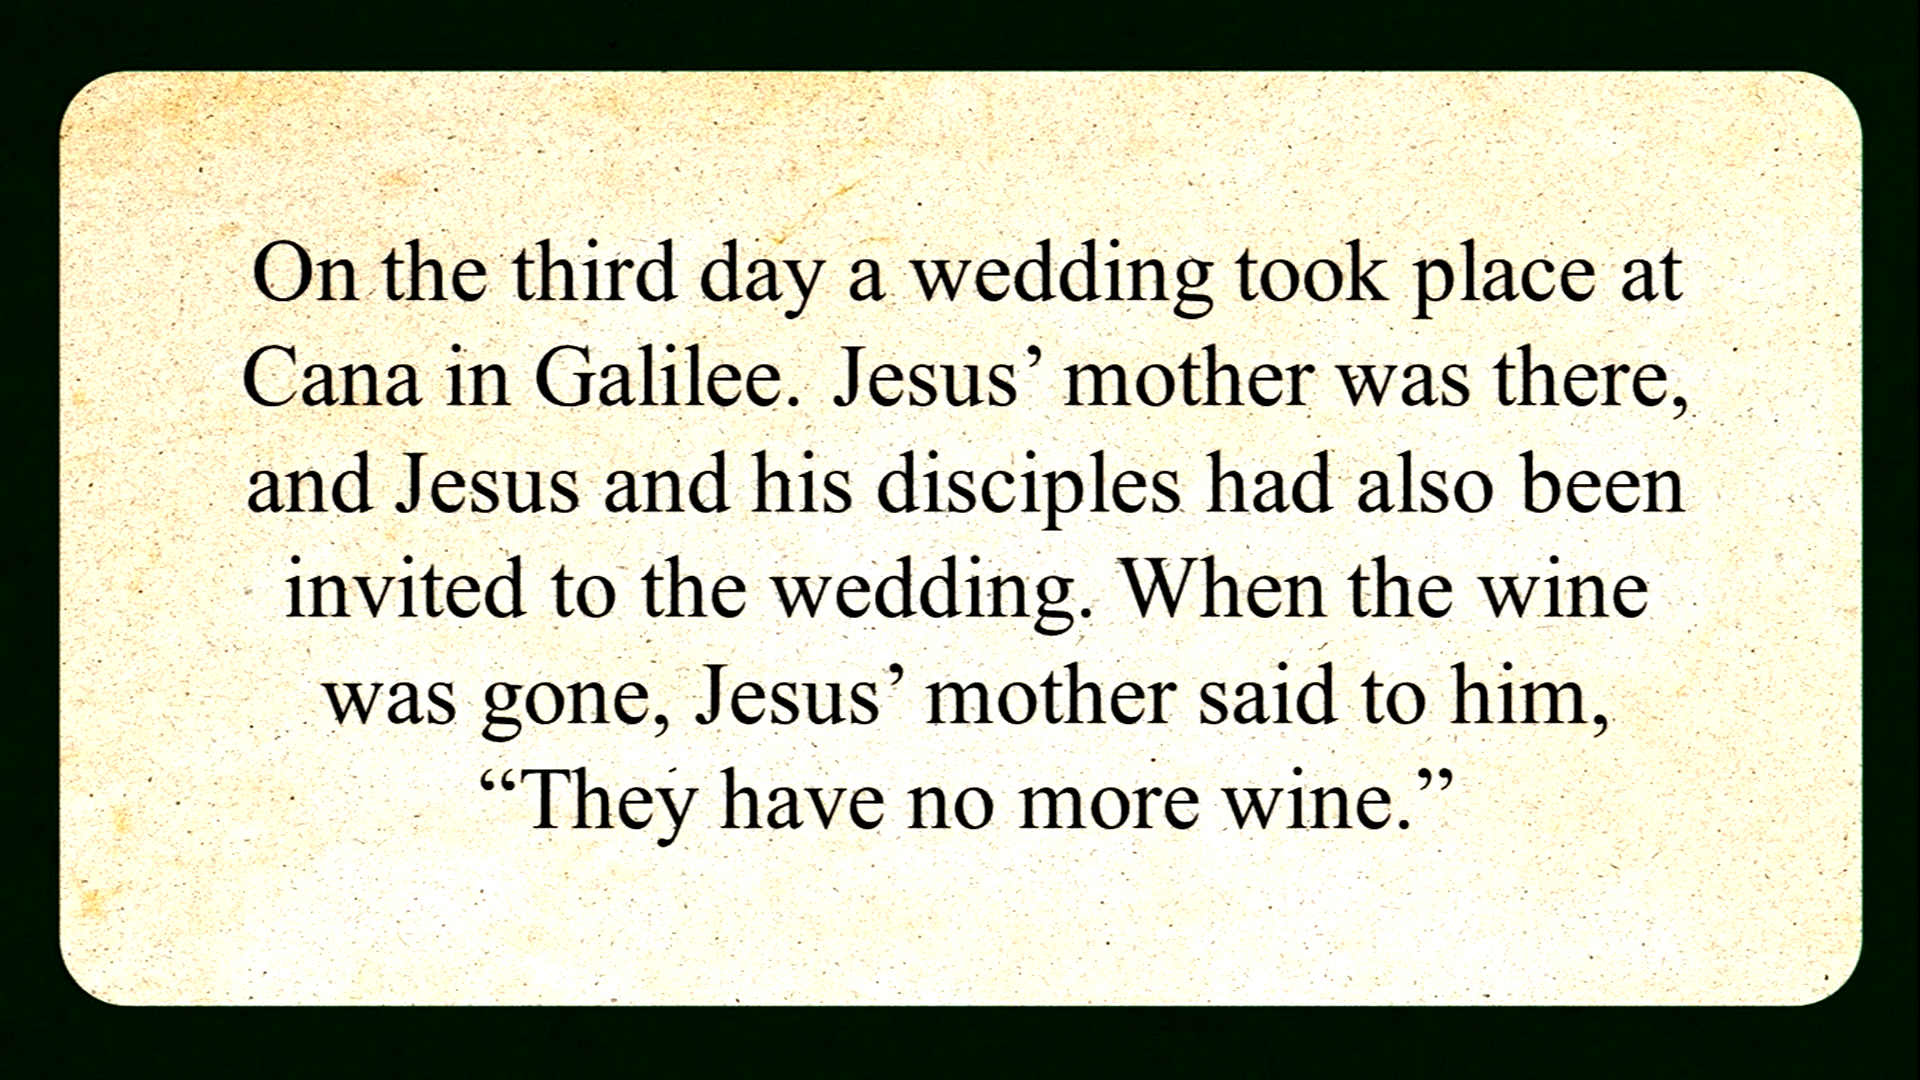 On the third day a wedding took place at
Cana in Galilee. Jesus’ mother was there,
and Jesus and his disciples had also been
invited to the wedding. When the wine
was gone, Jesus’ mother said to him,
“They have no more wine.”